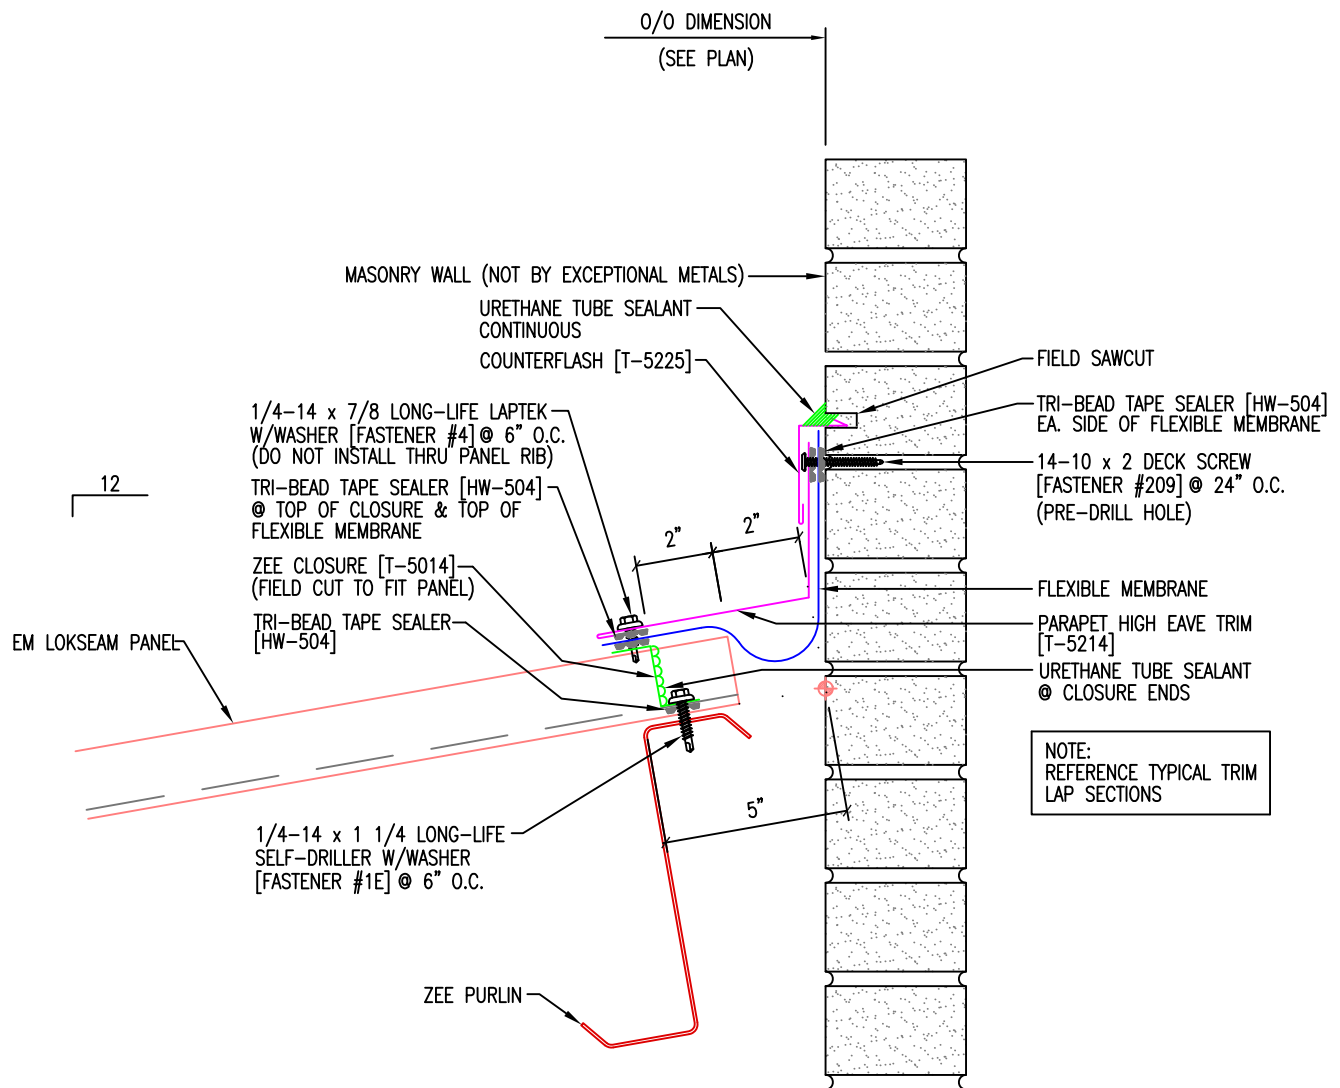 O/O DIMENSION
(SEE PLAN)
MASONRY WALL (NOT BY EXCEPTIONAL METALS)
URETHANE TUBE SEALANT
CONTINUOUS
COUNTERFLASH [T-5225]
1/4-14 x 7/8 LONG-LIFE LAPTEK
W/WASHER [FASTENER #4] @ 6" O.C.
(DO NOT INSTALL THRU PANEL RIB)
TRI-BEAD TAPE SEALER [HW-504]
@ TOP OF CLOSURE & TOP OF
FLEXIBLE MEMBRANE
ZEE CLOSURE [T-5014]
(FIELD CUT TO FIT PANEL)
TRI-BEAD TAPE SEALER
[HW-504]
EM LOKSEAM PANEL
12
2"
2"
FIELD SAWCUT
TRI-BEAD TAPE SEALER [HW-504]
EA. SIDE OF FLEXIBLE MEMBRANE
14-10 x 2 DECK SCREW
[FASTENER #209] @ 24" O.C.
(PRE-DRILL HOLE)
FLEXIBLE MEMBRANE
PARAPET HIGH EAVE TRIM
[T-5214]
URETHANE TUBE SEALANT
@ CLOSURE ENDS
NOTE:
REFERENCE TYPICAL TRIM
LAP SECTIONS
5"
1/4-14 x 1 1/4 LONG-LIFE
SELF-DRILLER W/WASHER
[FASTENER #1E] @ 6" O.C.
ZEE PURLIN